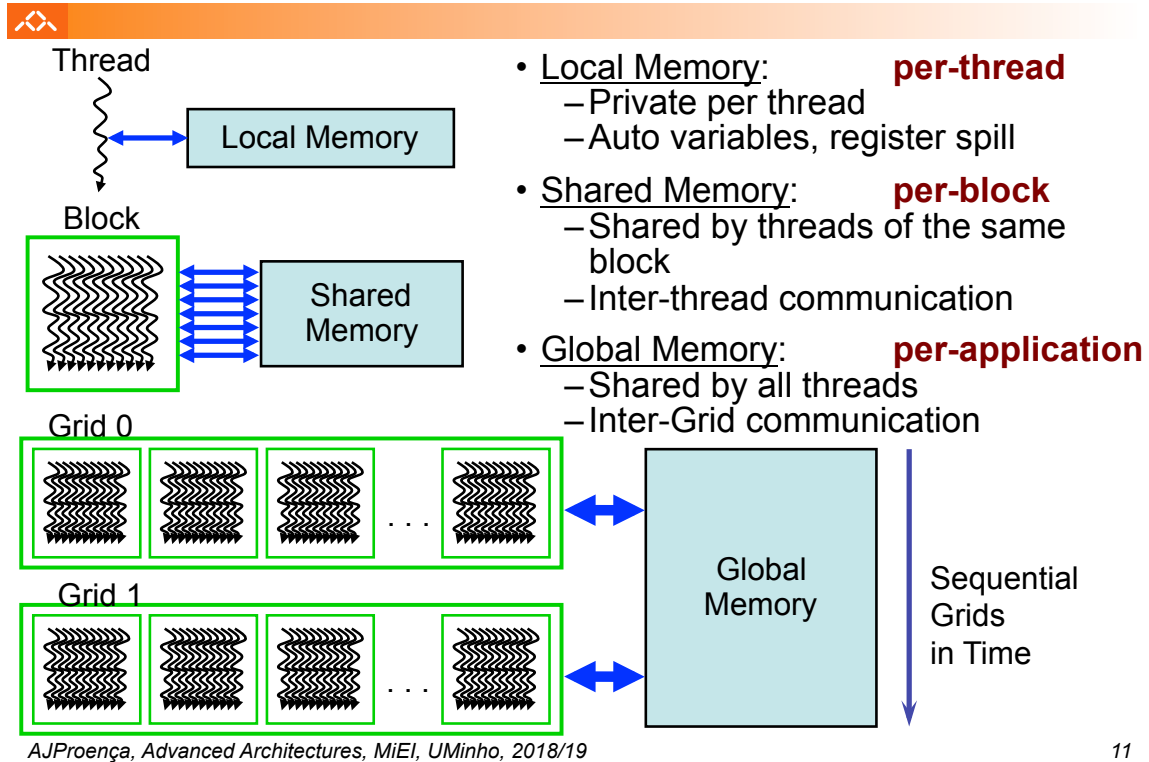 Thread
Local Memory
Block
Shared
Memory
• Local Memory: per-thread
–Private per thread
–Auto variables, register spill
• Shared Memory: per-block
–Shared by threads of the same
block
–Inter-thread communication
• Global Memory: per-application
–Shared by all threads
–Inter-Grid communication
Grid 0
. . .
Grid 1
. . .
Global
Memory
Sequential
Grids
in Time
AJProença, Advanced Architectures, MiEI, UMinho, 2018/19 11